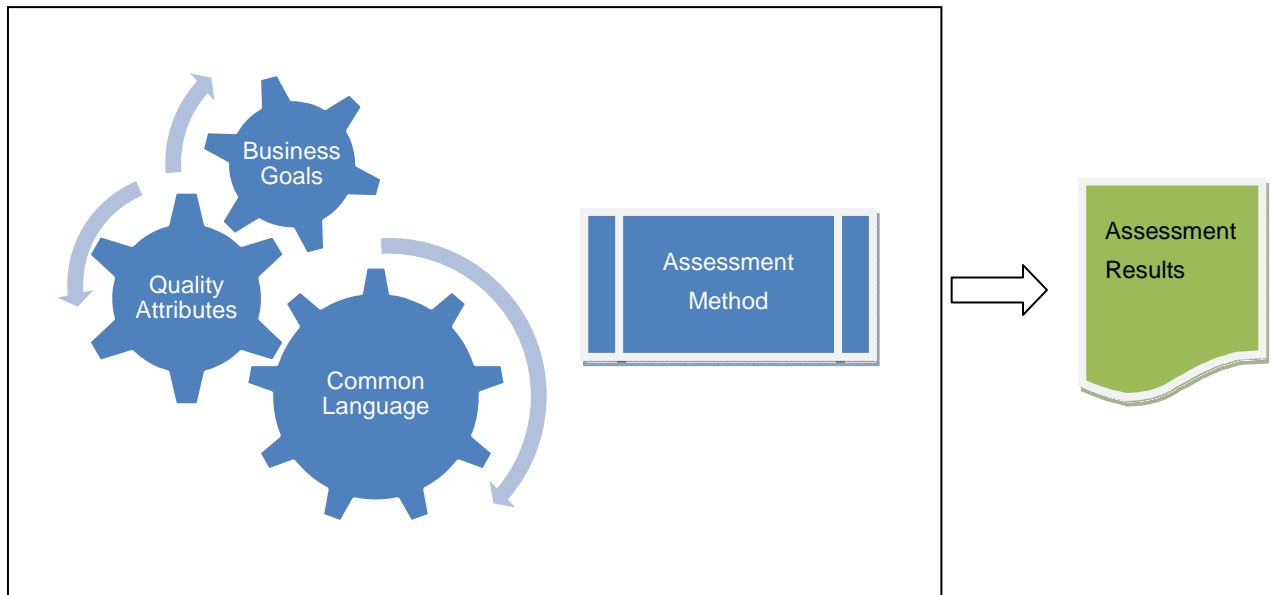 Business
Goals
Quality
Attributes
Common
Language
Assessment
Method
Assessment
Results